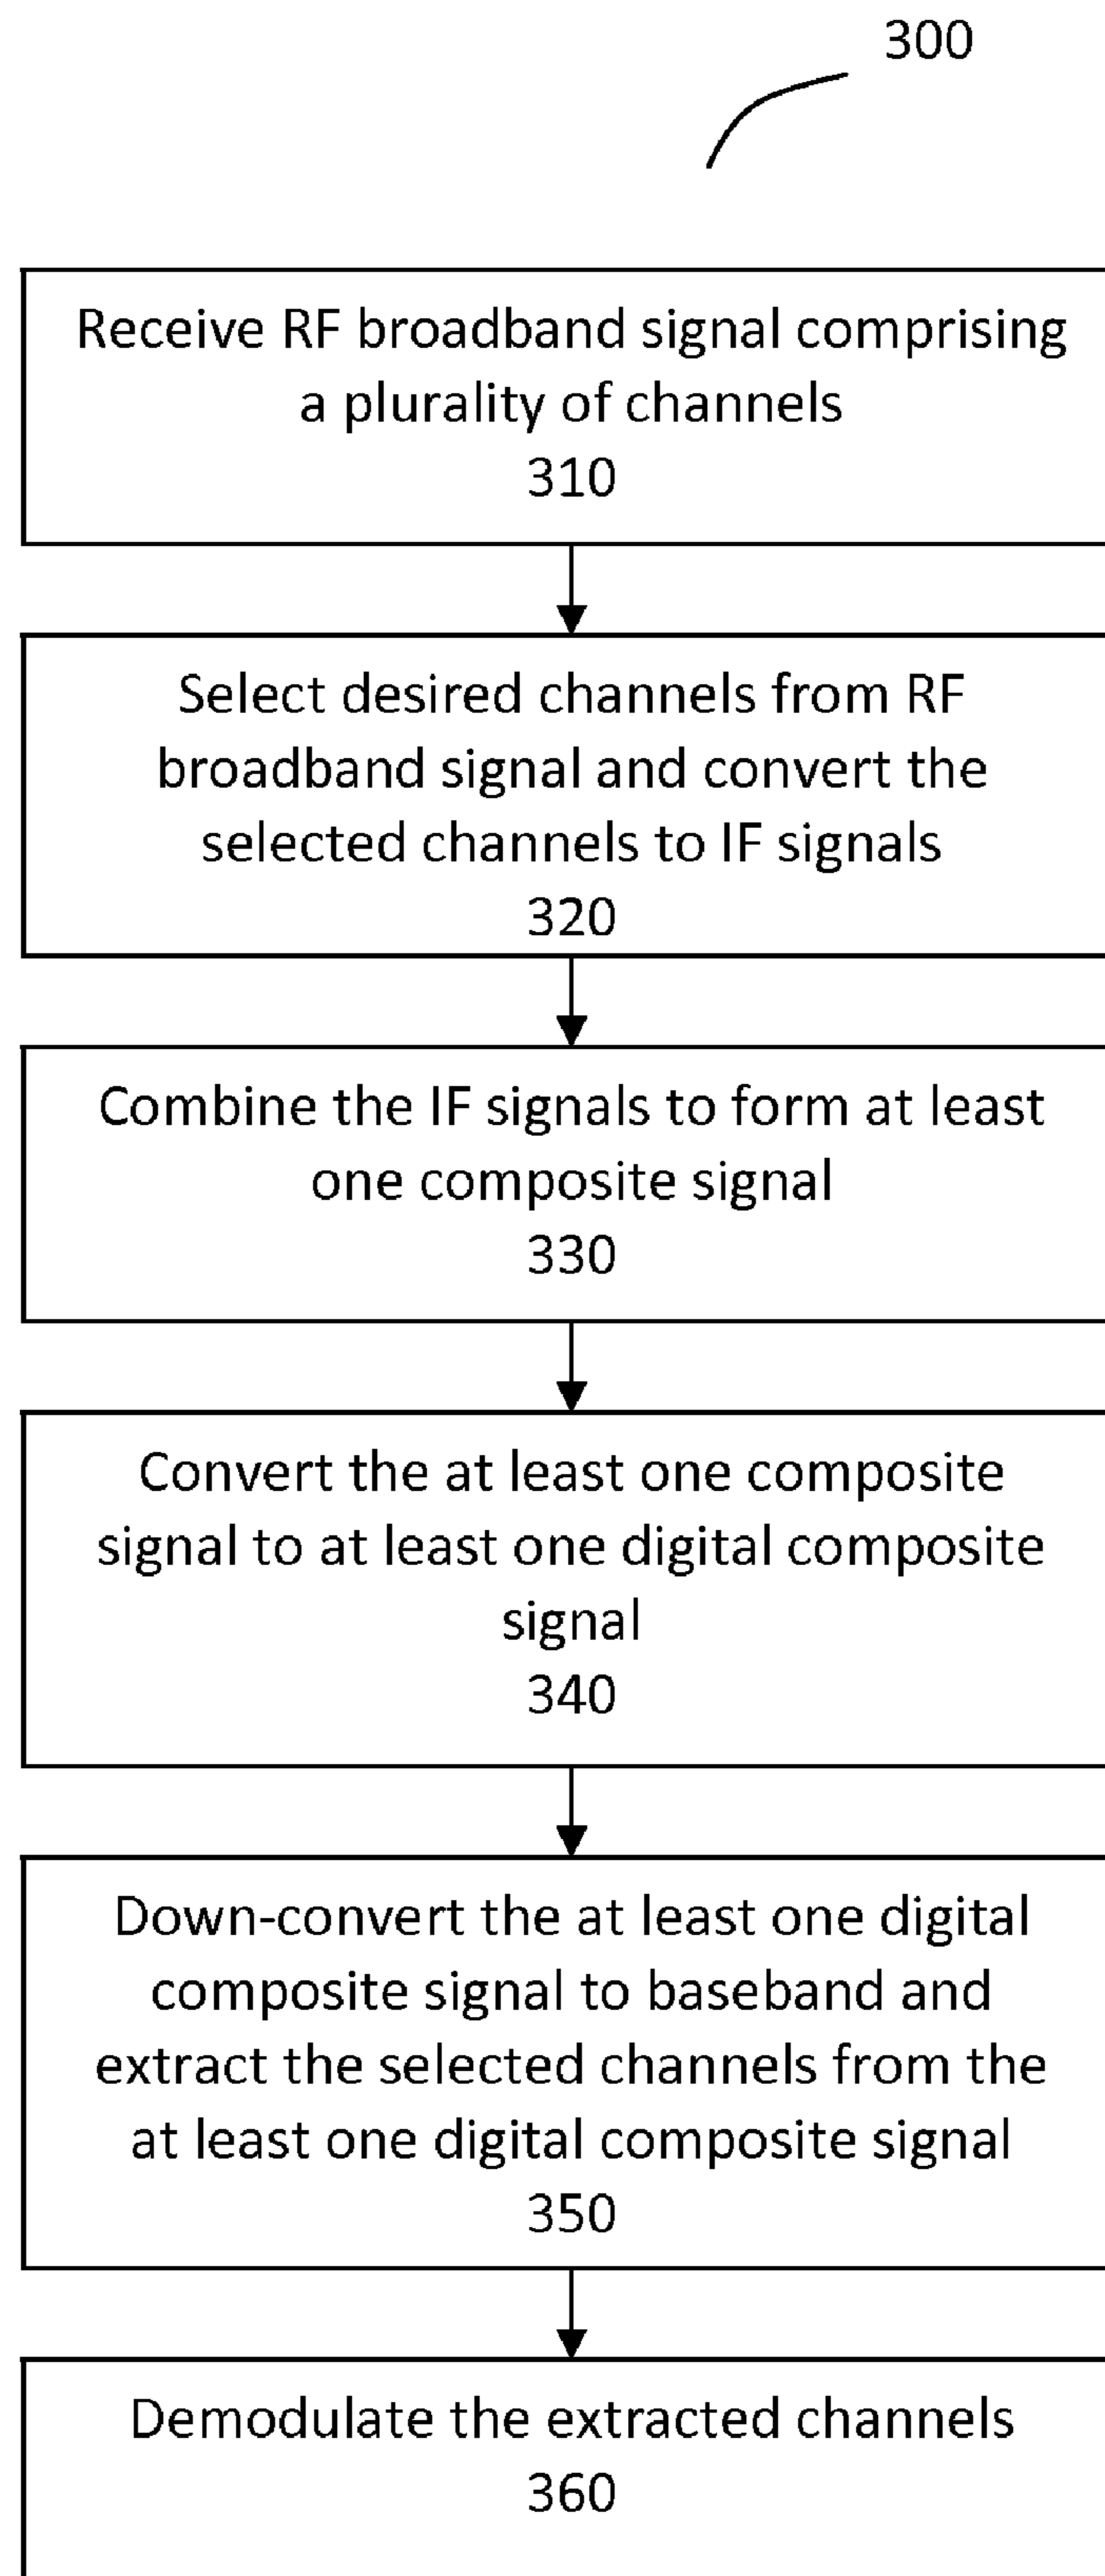 300
Receive RF broadband signal comprising
a plurality of channels
310
Select desired channels from RF
broadband signal and convert the
selected channels to IF signals
320
Combine the IF signals to form at least
one composite signal
330
Convert the at least one composite
signal to at least one digital composite
signal
340
Down-convert the at least one digital
composite signal to baseband and
extract the selected channels from the
at least one digital composite signal
350
Demodulate the extracted channels
360